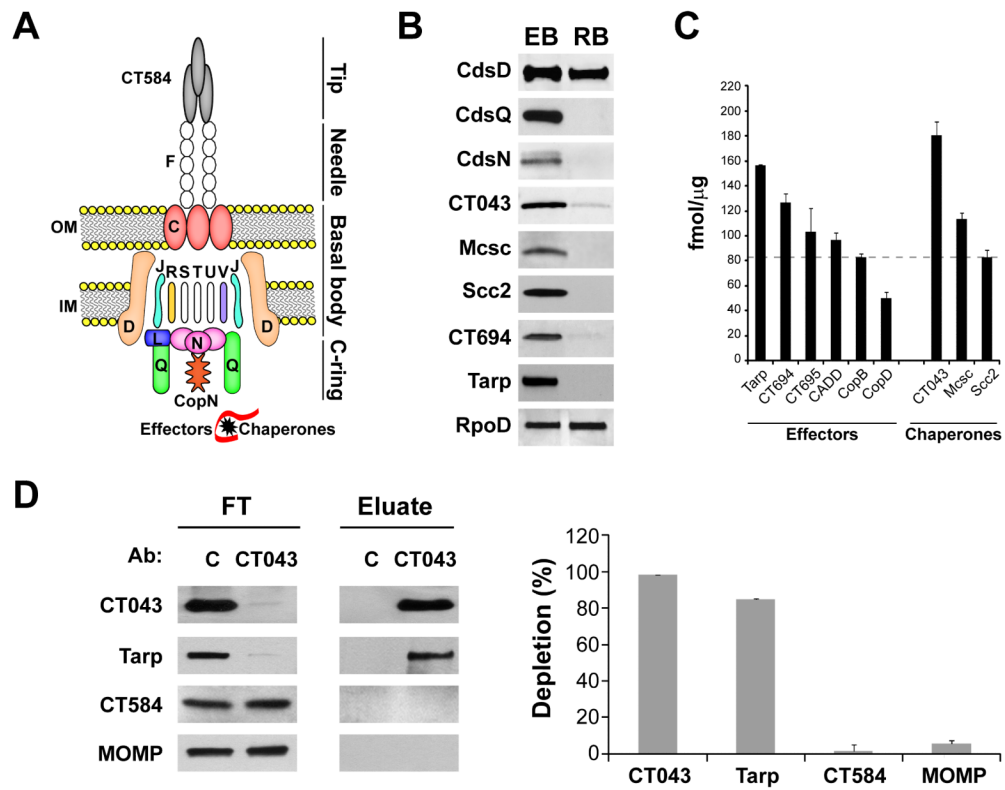 A
CT584
F
OM
C
J R S T U V J
IM
D
D
L
N
Q
Q
CopN
Effectors
Chaperones
Tip
Needle
Basal body
C-ring
B
EB RB
CdsD
CdsQ
CdsN
CT043
Mcsc
Scc2
CT694
Tarp
RpoD
C
fmol/µg
220
200
180
160
140
120
100
80
60
40
20
0
Tarp
CT694
CT695
CADD
CopB
CopD
CT043
Mcsc
Scc2
Effectors
Chaperones
D
FT
Eluate
Ab:
C CT043
C CT043
CT043
Tarp
CT584
MOMP
Depletion (%)
120
100
80
60
40
20
0
CT043
Tarp
CT584
MOMP